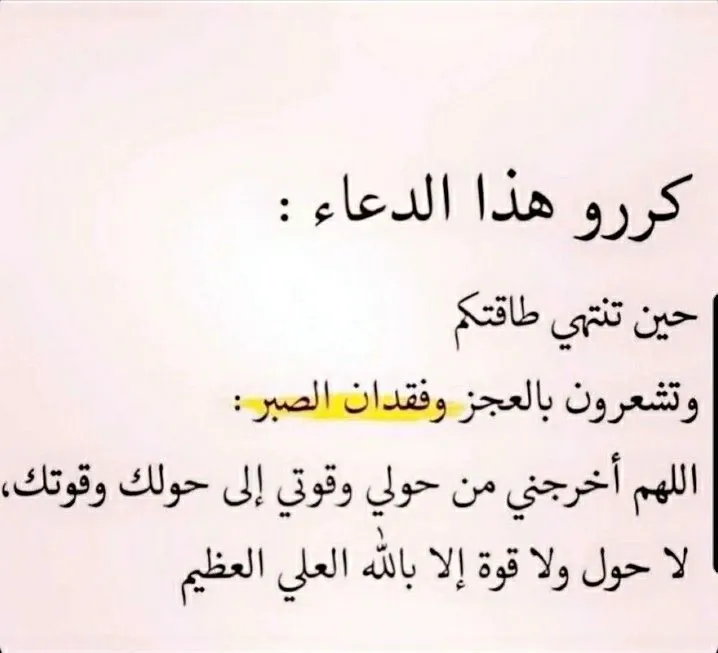 كررو هذا الدعاء :
حين تنتهي طاقتكم
وتشعرون بالعجز وفقدان الصبر :
اللهم أخرجني من حولي وقوتي إلى حولك وقوتك،
لا حول ولا قوة إلا بالله العلي العظيم